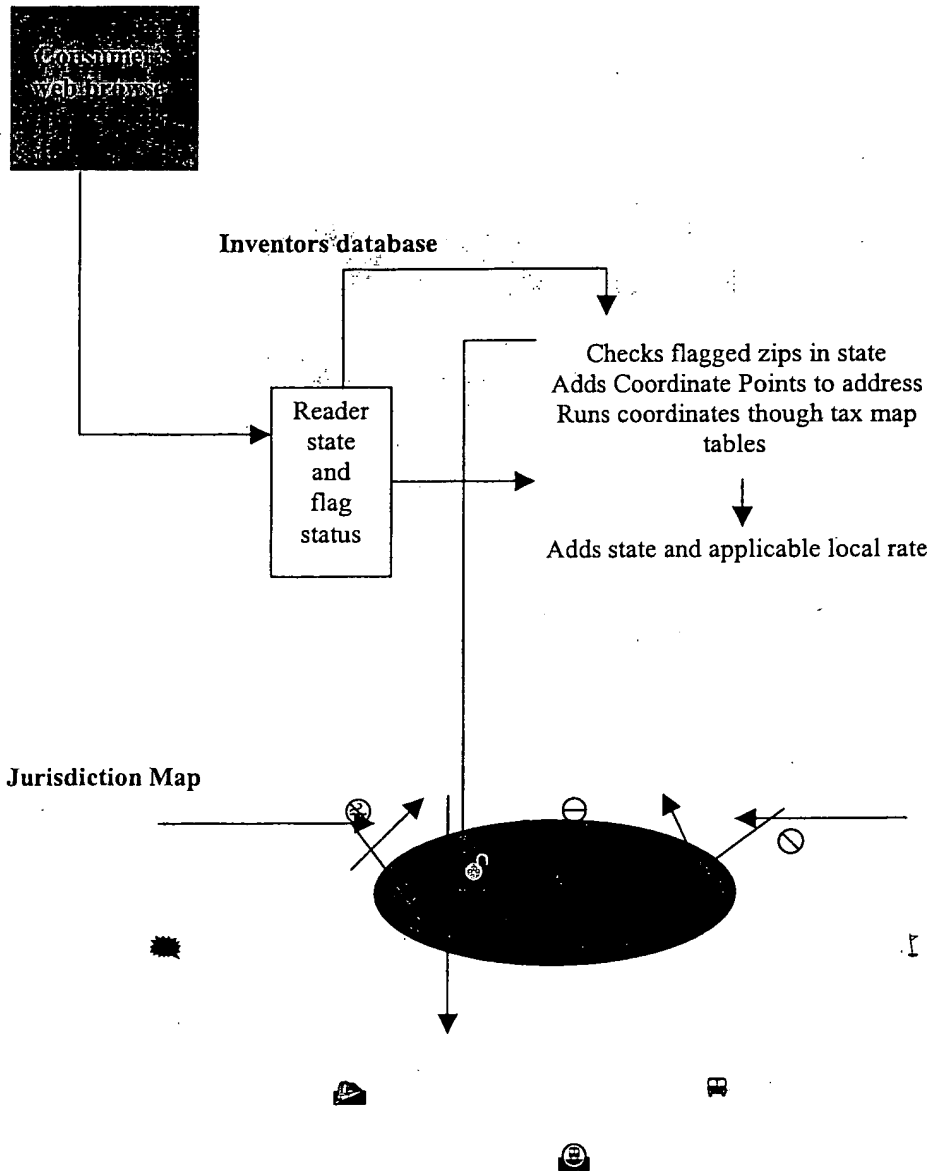 Consumer's
web browse
Inventors database
Checks flagged zips in state
Adds Coordinate Points to address
Runs coordinates though tax map
tables
Reader
state
and
flag
status
Adds state and applicable local rate
Jurisdiction Map